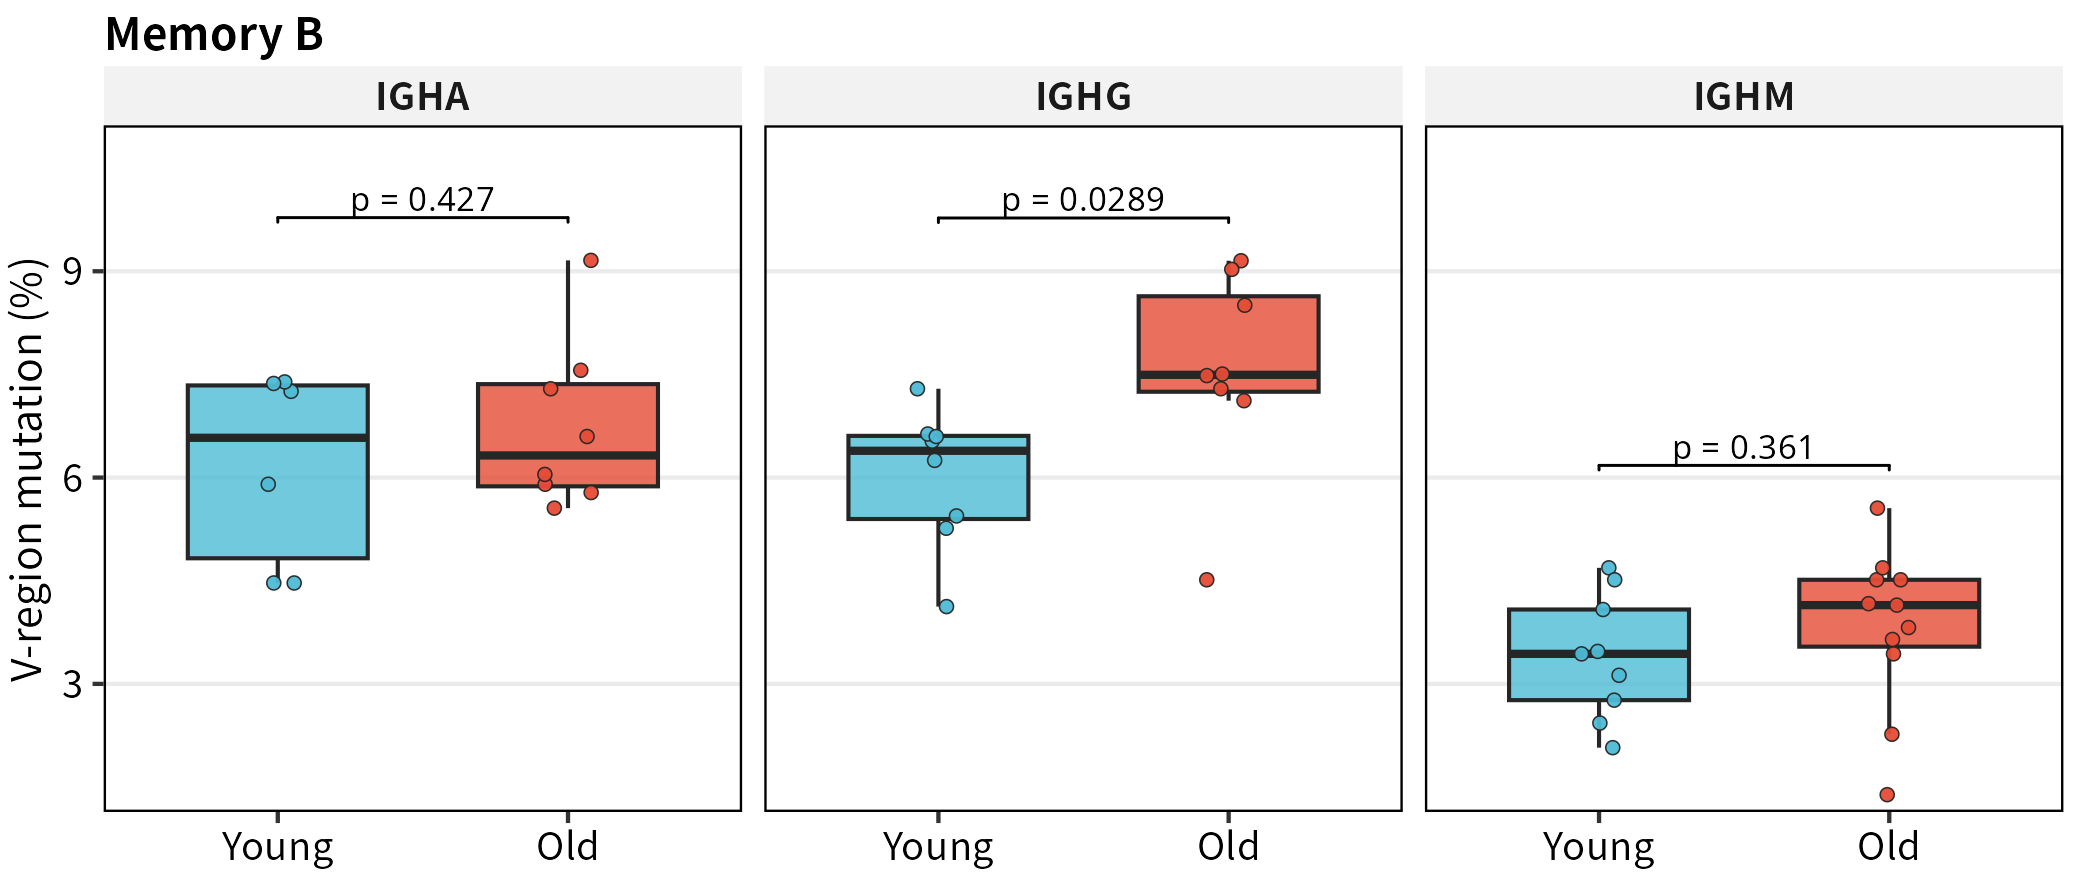 Memory B
IGHA
IGHG
IGHM
p = 0.427
p = 0.0289
p = 0.361
V-region mutation (%)
9
6
3
Young
Old
Young
Old
Young
Old